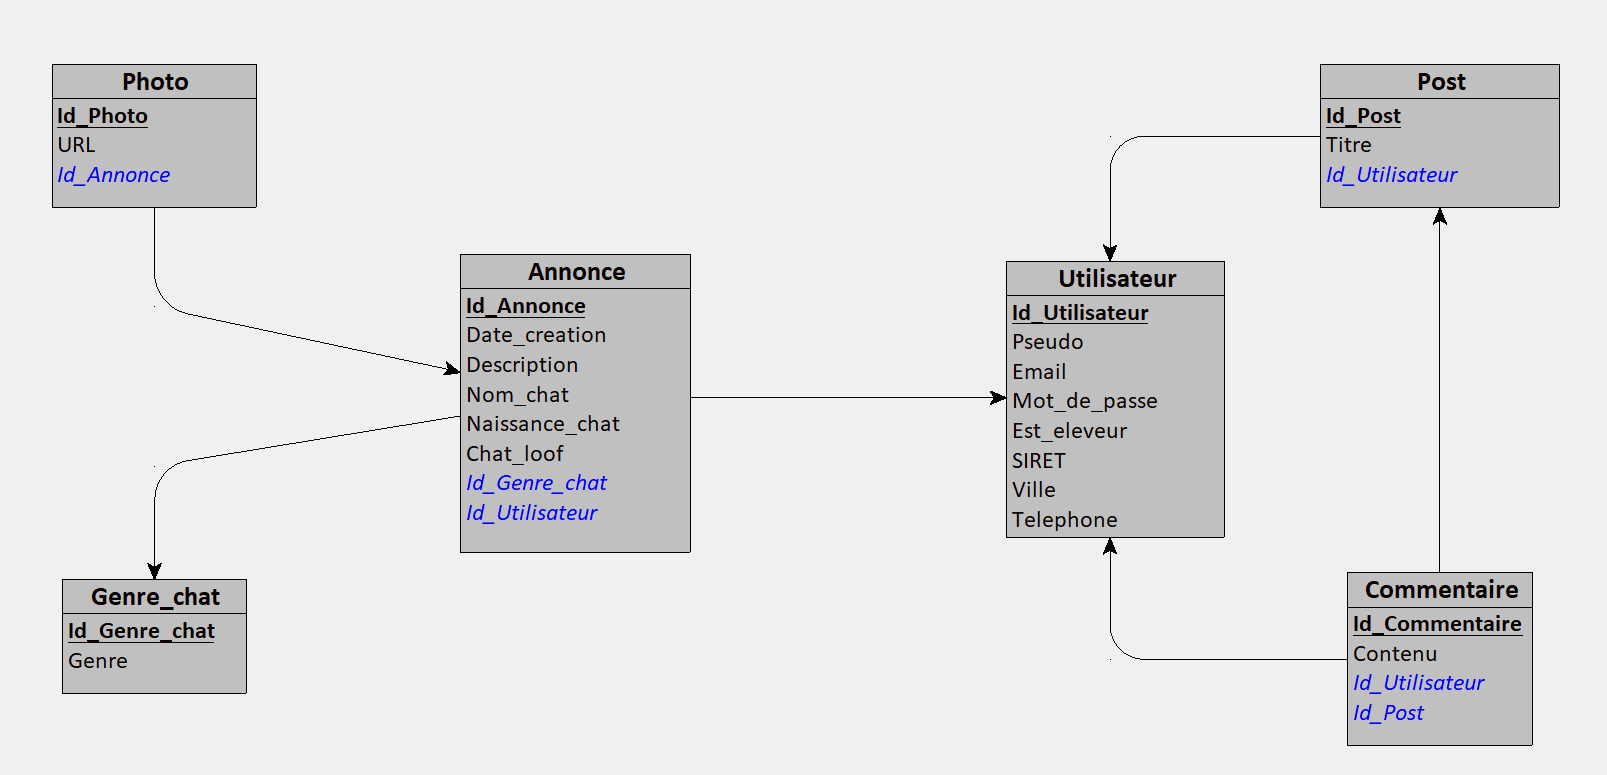 Photo
Id_Photo
URL
Id_Annonce
Annonce
Id_Annonce
Date_creation
Description
Nom_chat
Naissance_chat
Chat_loof
Id_Genre_chat
Id_Utilisateur
Genre_chat
Id_Genre_chat
Genre
Utilisateur
Id_Utilisateur
Pseudo
Email
Mot_de_passe
Est_eleveur
SIRET
Ville
Telephone
Post
Id_Post
Titre
Id_Utilisateur
Commentaire
Id_Commentaire
Contenu
Id_Utilisateur
Id_Post